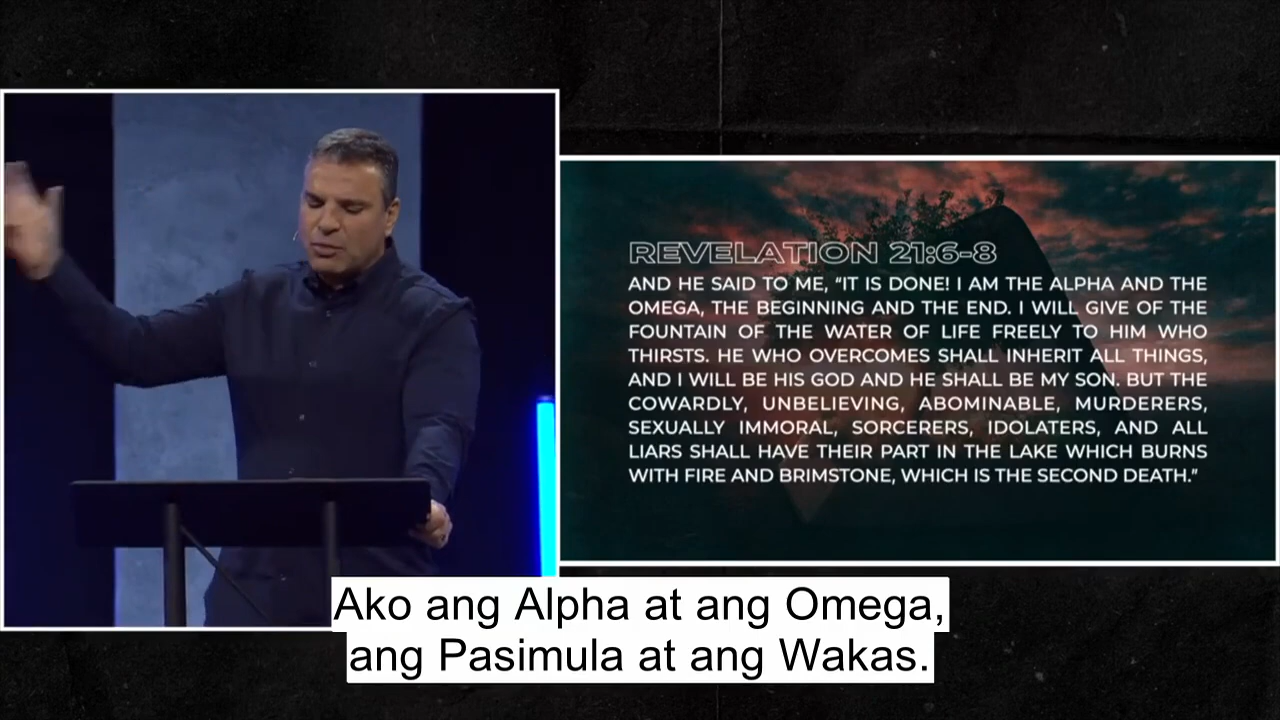 REVELATION 21:6-8
AND HE SAID TO ME, “IT IS DONE! I AM THE ALPHA AND THE
OMEGA, THE BEGINNING AND THE END. I WILL GIVE OF THE
FOUNTAIN OF THE WATER OF LIFE FREELY TO HIM WHO
THIRSTS. HE WHO OVERCOMES SHALL INHERIT ALL THINGS,
AND I WILL BE HIS GOD AND HE SHALL BE MY SON. BUT THE
COWARDLY, UNBELIEVING, ABOMINABLE, MURDERERS,
SEXUALLY IMMORAL, SORCERERS, IDOLATERS, AND ALL
LIARS SHALL HAVE THEIR PART IN THE LAKE WHICH BURNS
WITH FIRE AND BRIMSTONE, WHICH IS THE SECOND DEATH.”
Ako ang Alpha at ang Omega,
ang Pasimula at ang Wakas.